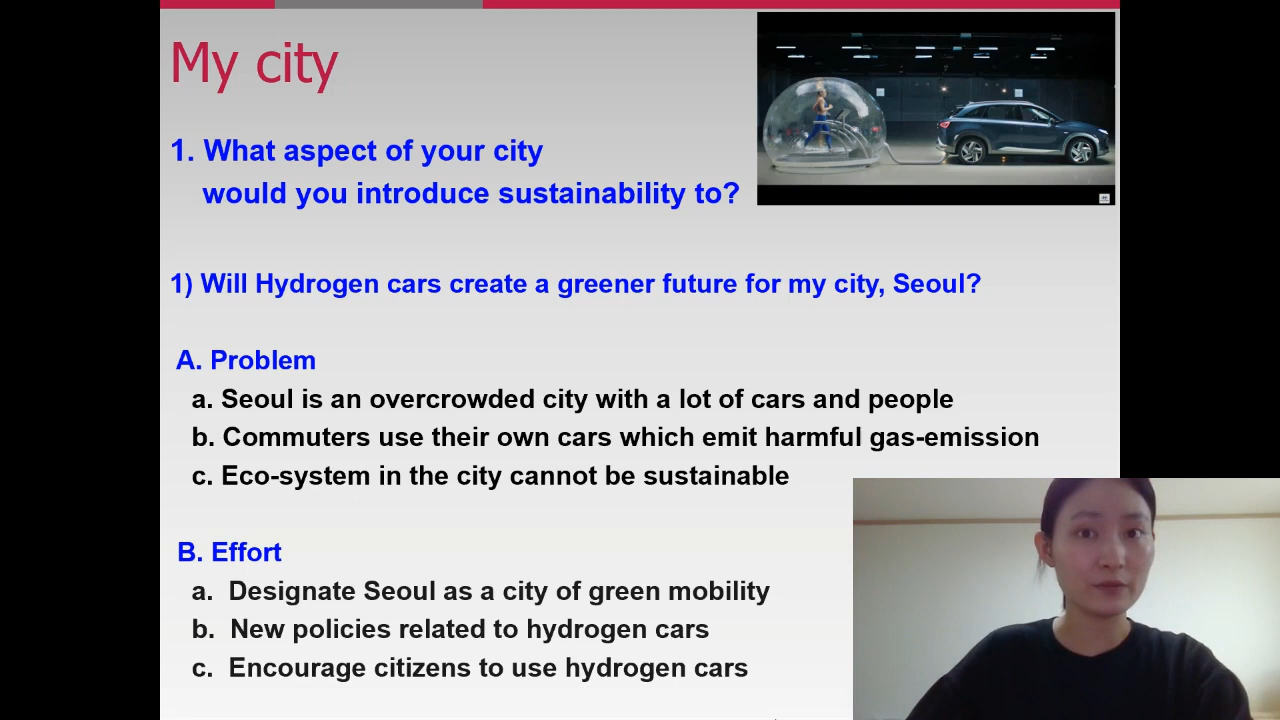 My city
1. What aspect of your city
would you introduce sustainability to?
1) Will Hydrogen cars create a greener future for my city, Seoul?
A. Problem
a. Seoul is an overcrowded city with a lot of cars and people
b. Commuters use their own cars which emit harmful gas-emission
c. Eco-system in the city cannot be sustainable
B. Effort
a. Designate Seoul as a city of green mobility
b. New policies related to hydrogen cars
c. Encourage citizens to use hydrogen cars